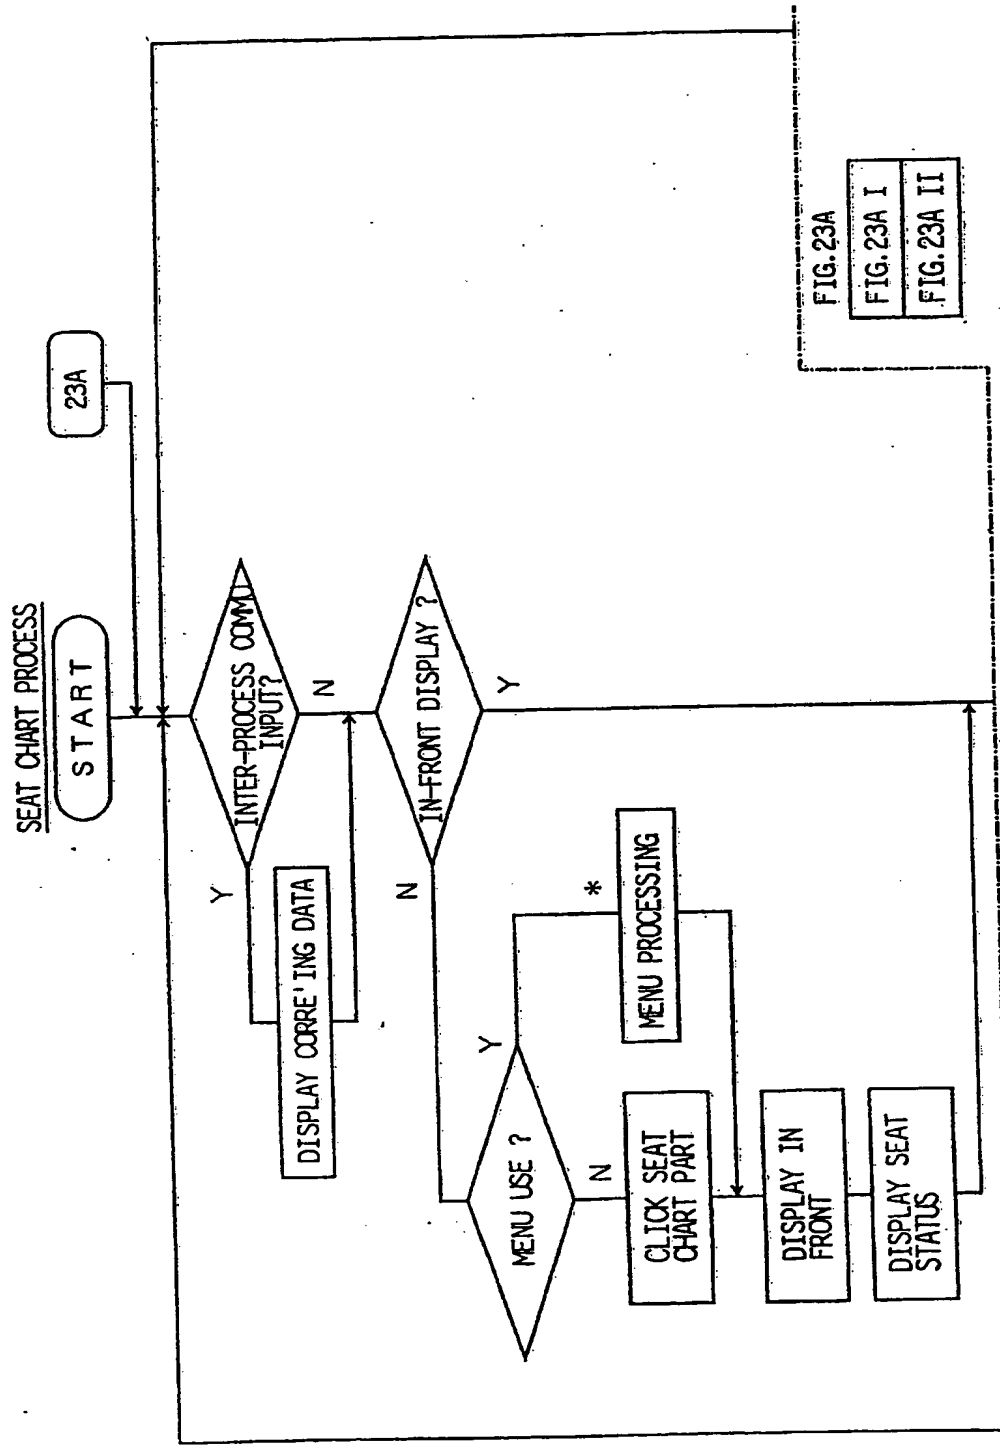 SEAT CHART PROCESS
START
23A
INTER-PROCESS COMMU
INPUT?
Y
N
DISPLAY CORRE'ING DATA
IN-FRONT DISPLAY ?
N
Y
MENU USE ?
Y
N
*
MENU PROCESSING
CLICK SEAT
CHART PART
DISPLAY IN
FRONT
DISPLAY SEAT
STATUS
FIG.23A
FIG.23A I
FIG.23A II